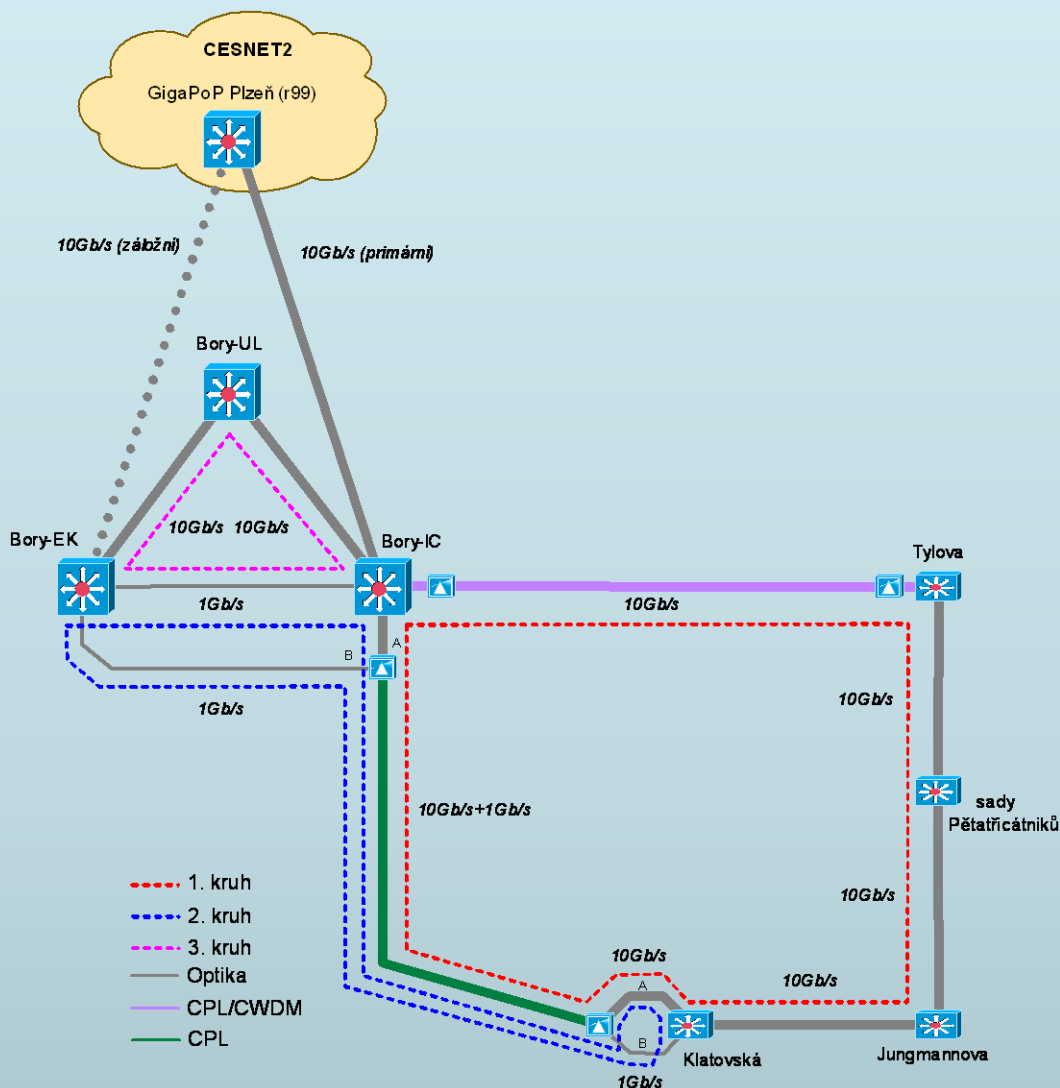 CESNET2
GigaPoP Plzeň (r99)
10Gb/s (záložní)
10Gb/s (primární)
Bory-UL
10Gb/s 10Gb/s
Bory-EK
Bory-IC
Tylova
1Gb/s
10Gb/s
A
B
1Gb/s
10Gb/s
sady
Pětatřicátníků
10Gb/s+1Gb/s
10Gb/s
1. kruh
2. kruh
3. kruh
Optika
CPL/CWDM
CPL
10Gb/s
10Gb/s
A
B
Klatovská
Jungmannova
1Gb/s